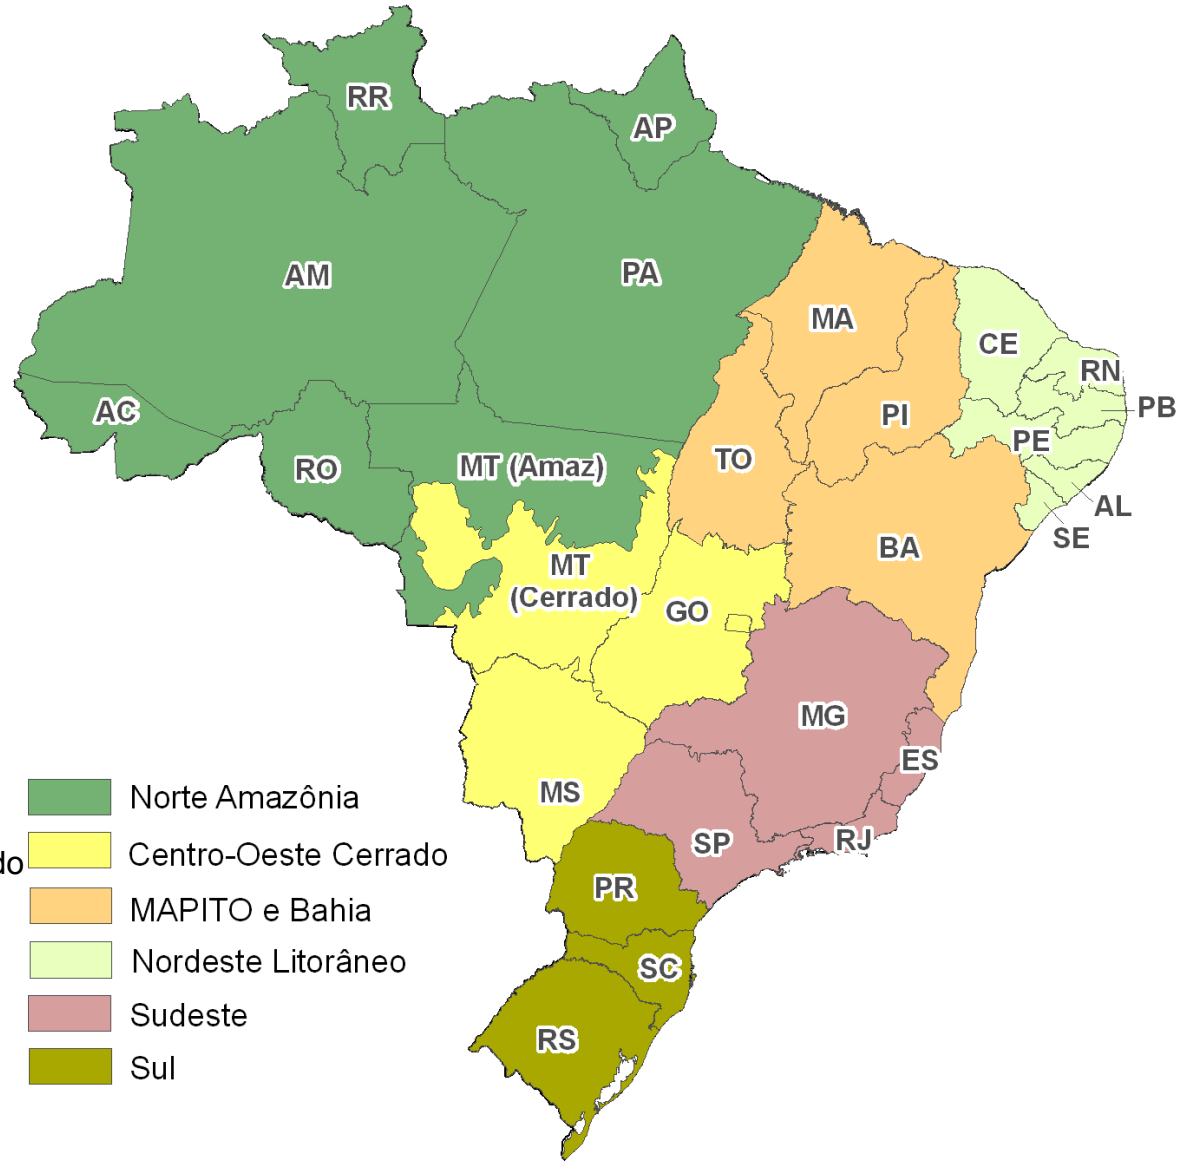 RR
AP
AM
PA
MA
CE
RN
PB
AC
PI
PE
RO
MT (Amaz)
TO
AL
SE
BA
MT
(Cerrado)
GO
MG
ES
MS
SP
RJ
PR
SC
RS
Norte Amazônia
do
Centro-Oeste Cerrado
MAPITO e Bahia
Nordeste Litorâneo
Sudeste
Sul